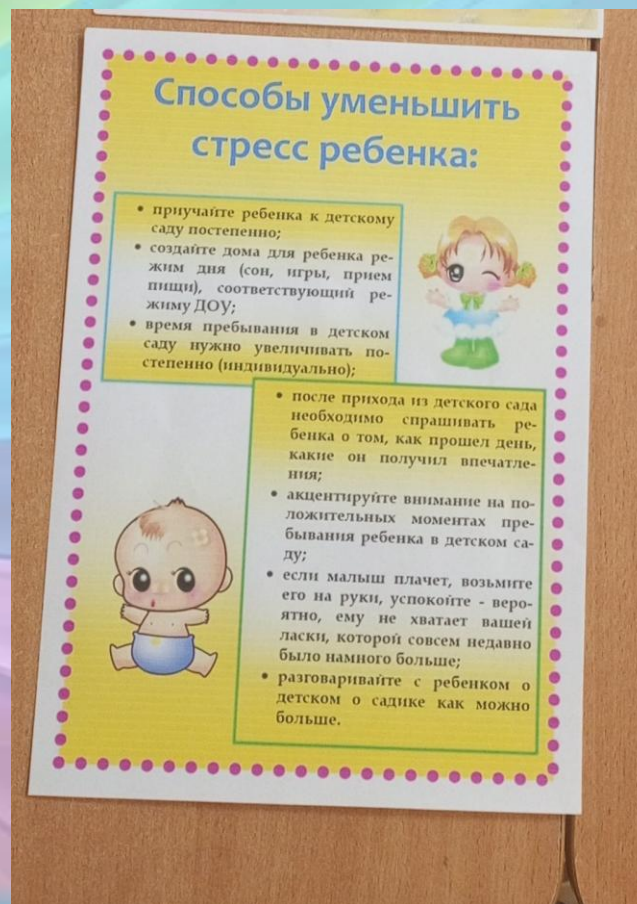 Способы уменьшить
стресс ребенка:
• приучайте ребенка к детскому
саду постепенно;
• создайте дома для ребенка ре-
жим дня (сон, игры, прием
пищи), соответствующий ре-
жиму ДОУ;
• время пребывания в детском
саду нужно увеличивать по-
степенно (индивидуально);
• после прихода из детского сада
необходимо спрашивать ре-
бенка о том, как прошел день,
какие он получил впечатле-
ния;
• акцентируйте внимание на по-
ложительных моментах пре-
бывания ребенка в детском са-
ду;
• если малыш плачет, возьмите
его на руки, успокойте - веро-
ятно, ему не хватает вашей
ласки, которой совсем недавно
было намного больше;
• разговаривайте с ребенком о
детском о садике как можно
больше.